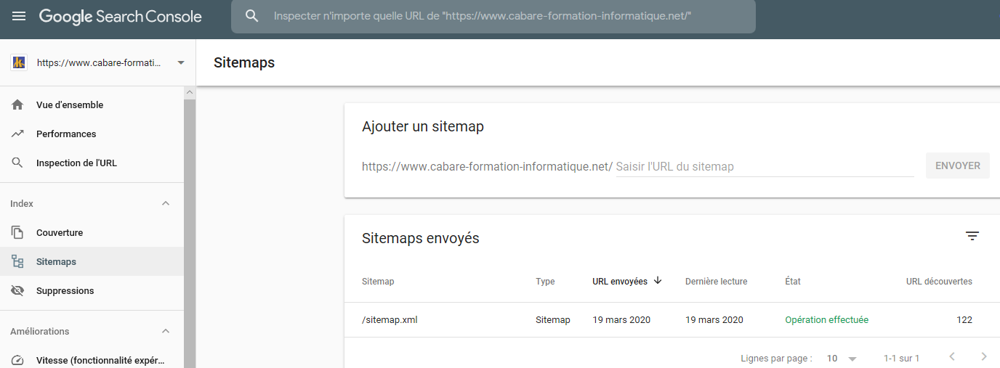 Google Search Console
Inspecter n'importe quelle URL de "https://www.cabare-formation-informatique.net/"
https://www.cabare-formati...
Sitemaps
Vue d'ensemble
Performances
Inspection de l'URL
Index
Couverture
Sitemaps
Suppressions
Améliorations
Vitesse (fonctionnalité expér...
Ajouter un sitemap
https://www.cabare-formation-informatique.net/ Saisir l'URL du sitemap
ENVOYER
Sitemaps envoyés
Sitemap Type URL envoyées Dernière lecture État URL découvertes
/sitemap.xml Sitemap 19 mars 2020 19 mars 2020 Opération effectuée 122
Lignes par page : 10 1-1 sur 1